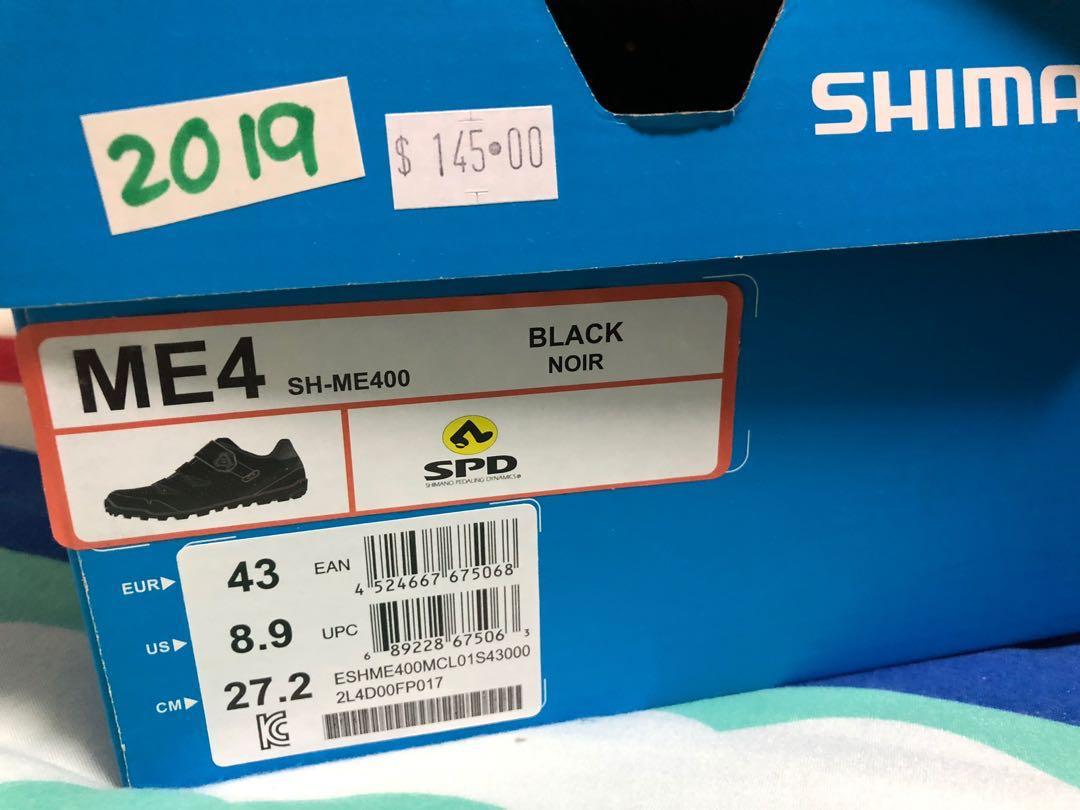 2019
$ 145.00
SHIMA
ME4 SH-ME400
BLACK
NOIR
SPD
SHIMANO PEDALING DYNAMICS®
EUR▶ 43
EAN
4 524667 675068
US▶ 8.9
UPC
6 89228 67506 3
CM▶ 27.2
ESHME400MCL01S43000
2L4D00FP017